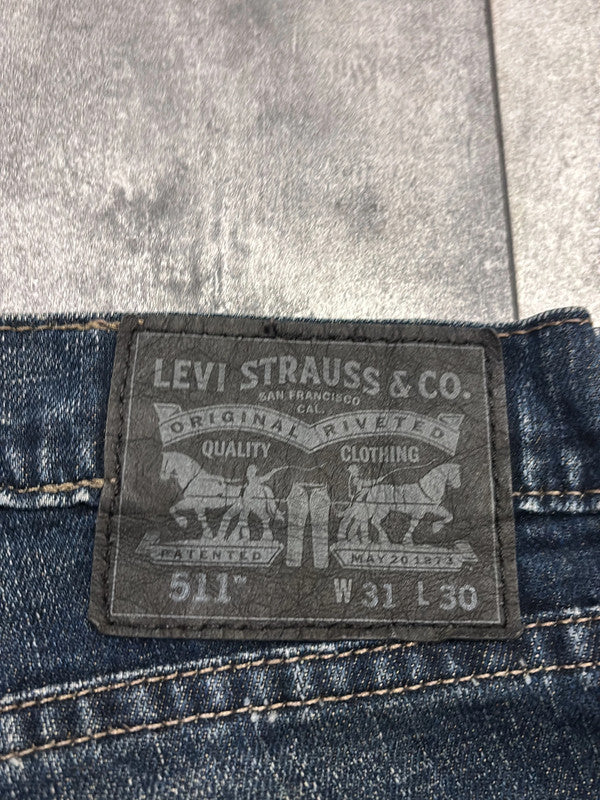 LEVI STRAUSS & CO.
SAN FRANCISCO
CAL.
ORIGINAL RIVETED
QUALITY CLOTHING
PATENTED MAY 20 1873
511™ W 31 L 30